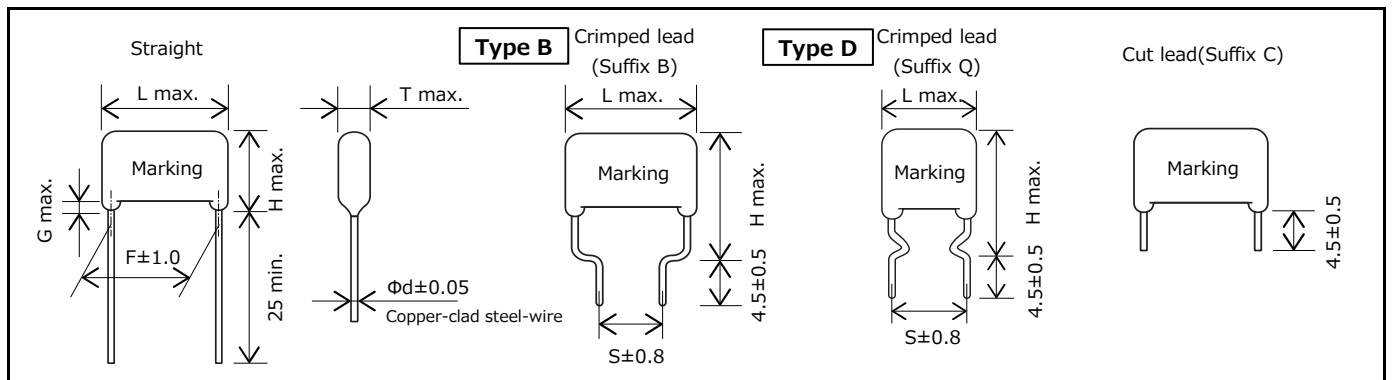 Straight
L max.
Marking
G max.
H max.
F±1.0
25 min.
T max.
Φd±0.05
Copper-clad steel-wire
Type B
Crimped lead
(Suffix B)
L max.
Marking
H max.
4.5±0.5
S±0.8
Type D
Crimped lead
(Suffix Q)
L max.
Marking
H max.
4.5±0.5
S±0.8
Cut lead(Suffix C)
Marking
4.5±0.5